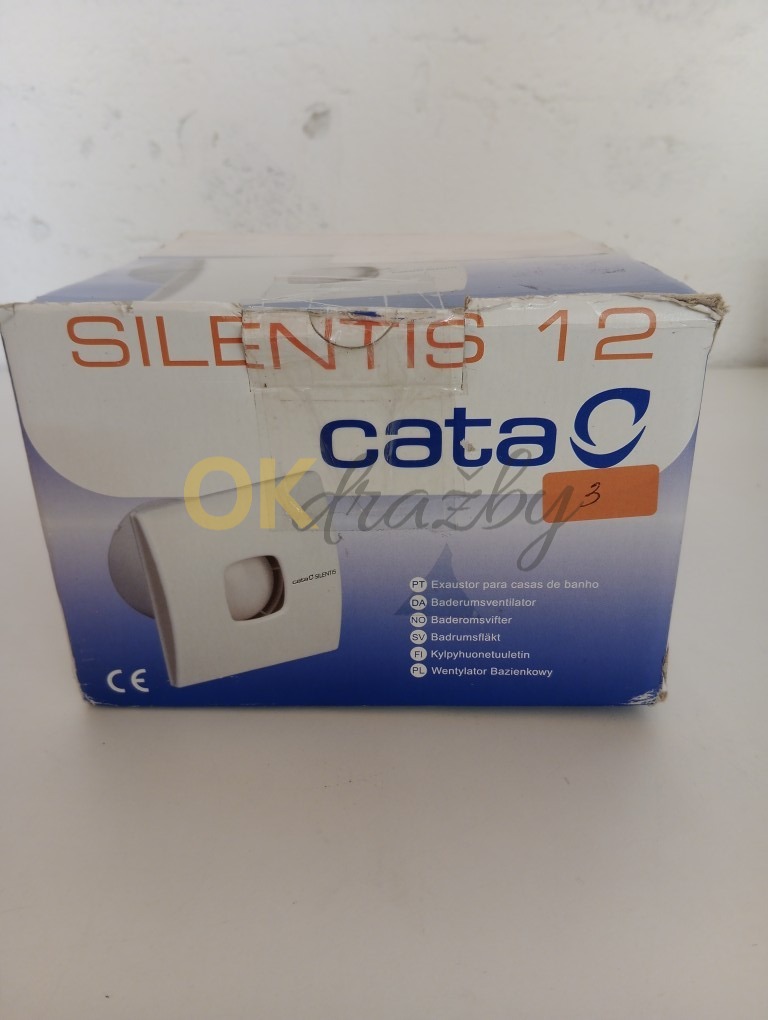 SILENTIS 12
cata
3
OKdražby
cata SILENTIS
PT Exaustor para casas de banho
DA Baderumsventilator
NO Baderomsvifter
SV Badrumsfläkt
FI Kylpyhuonetuuletin
PL Wentylator Bazienkowy
CE